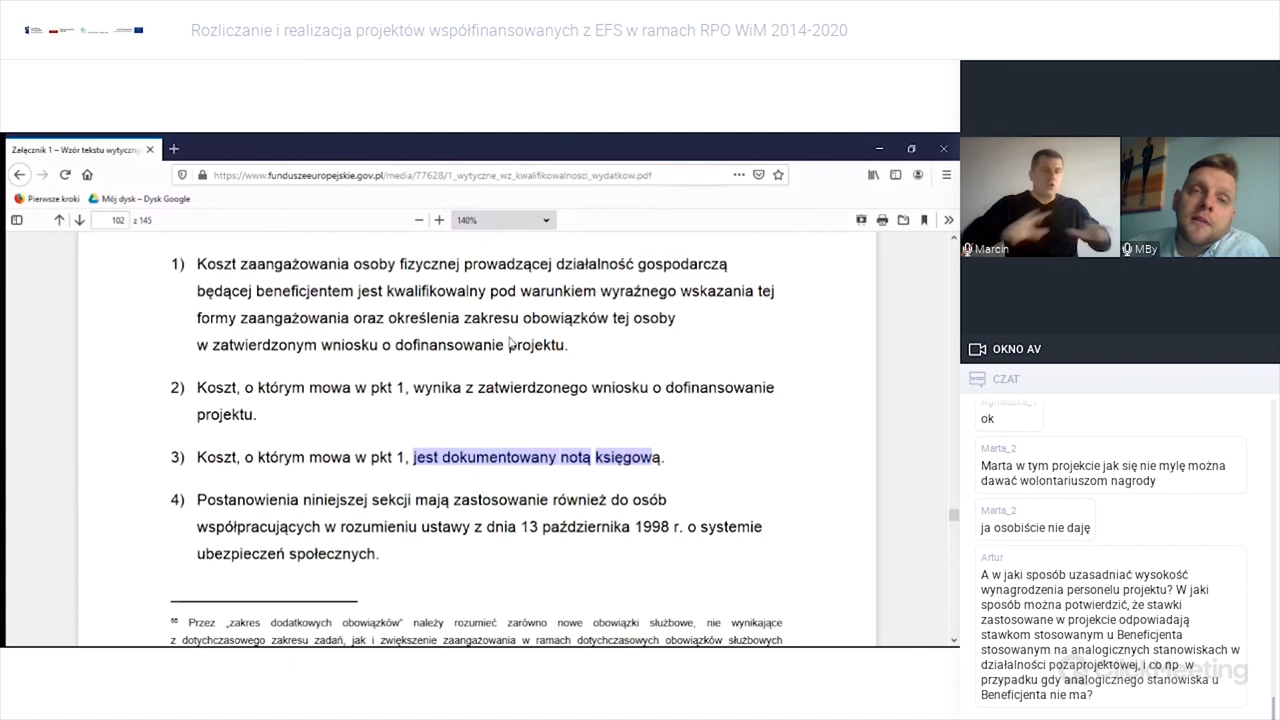 Rozliczanie i realizacja projektów współfinansowanych z EFS w ramach RPO WiM 2014-2020
Załącznik 1 – Wzór tekstu wytyczny
https://www.funduszeeuropejskie.gov.pl/media/77628/1_wytyczne_wz_kwalifikowalnosci_wydatkow.pdf
Pierwsze kroki
Mój dysk – Dysk Google
102 z 145
140%
1) Koszt zaangażowania osoby fizycznej prowadzącej działalność gospodarczą
będącej beneficjentem jest kwalifikowalny pod warunkiem wyraźnego wskazania tej
formy zaangażowania oraz określenia zakresu obowiązków tej osoby
w zatwierdzonym wniosku o dofinansowanie projektu.
2) Koszt, o którym mowa w pkt 1, wynika z zatwierdzonego wniosku o dofinansowanie
projektu.
3) Koszt, o którym mowa w pkt 1, jest dokumentowany notą księgową.
4) Postanowienia niniejszej sekcji mają zastosowanie również do osób
współpracujących w rozumieniu ustawy z dnia 13 października 1998 r. o systemie
ubezpieczeń społecznych.
Przez „zakres dodatkowych obowiązków” należy rozumieć zarówno nowe obowiązki służbowe, nie wynikające
z dotychczasowego zakresu zadań, jak i zwiększenie zaangażowania w ramach dotychczasowych obowiązków służbowych
Marcin
MBy
OKNO AV
CZAT
Agnieszka_1
ok
Marta_2
Marta w tym projekcie jak się nie mylę można
dawać wolontariuszom nagrody
Marta_2
ja osobiście nie daję
Artur
A w jaki sposób uzasadniać wysokość
wynagrodzenia personelu projektu? W jaki
sposób można potwierdzić, że stawki
zastosowane w projekcie odpowiadają
stawkom stosowanym u Beneficjenta
stosowanym na analogicznych stanowiskach w
działalności pozaprojektowej, i co np. w
przypadku gdy analogicznego stanowiska u
Beneficjenta nie ma?
ClickMeeting